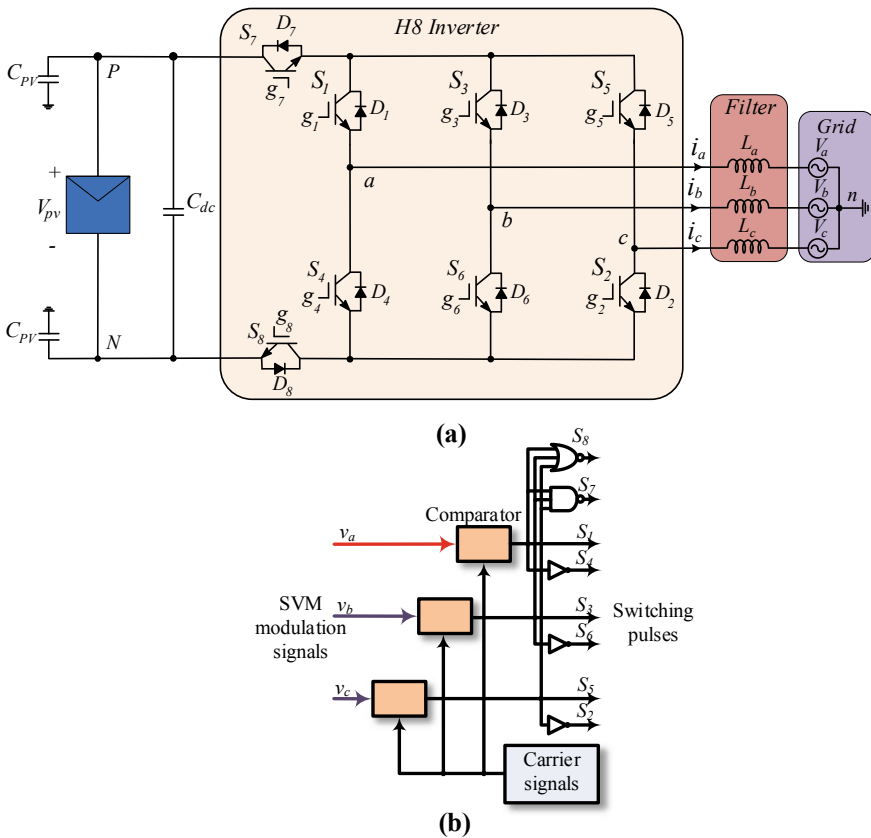 H8 Inverter
S7
D7
g7
CPV
P
S1
g1
D1
S3
g3
D3
S5
g5
D5
Filter
Grid
+
Vpv
-
Cdc
a
b
c
ia
ib
ic
La
Lb
Lc
Va
Vb
Vc
n
S4
g4
D4
S6
g6
D6
S2
g2
D2
CPV
N
S8
g8
D8
(a)
S8
S7
Comparator
va
S1
S4
SVM
modulation
signals
vb
S3
S6
Switching
pulses
vc
S5
S2
Carrier
signals
(b)